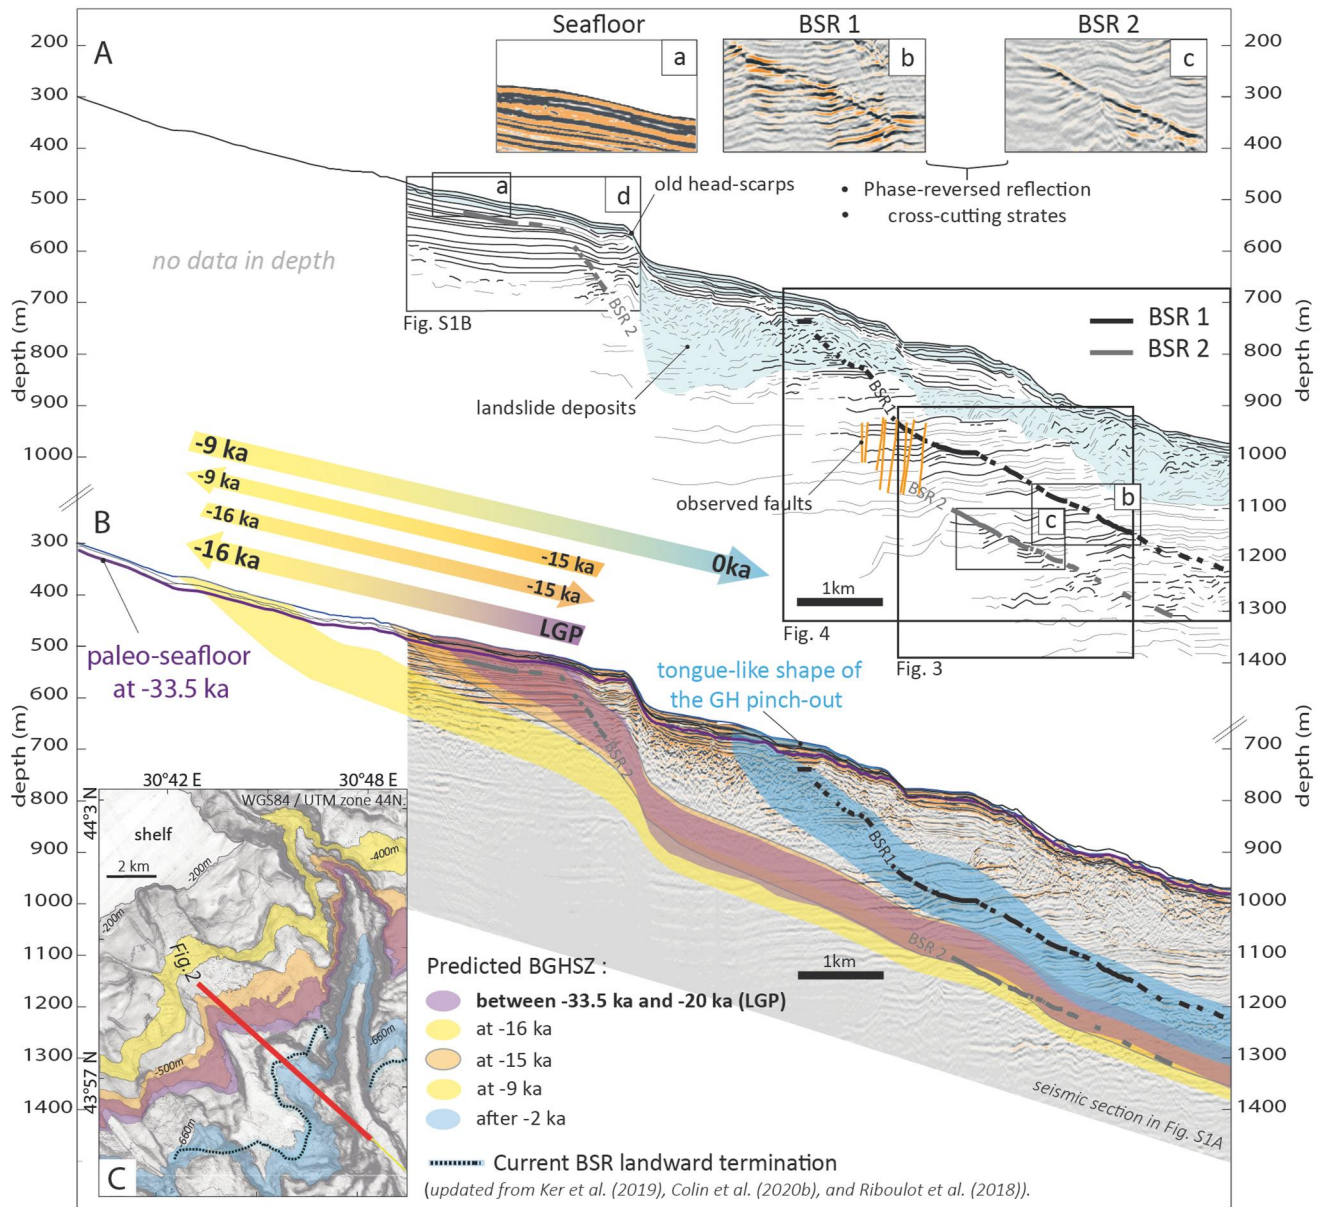 A
B
C
200
300
400
500
600
700
800
900
1000
depth (m)
300
400
500
600
700
800
900
1000
1100
1200
1300
1400
depth (m)
200
300
400
500
600
700
800
900
1000
1100
1200
1300
1400
depth (m)
700
800
900
1000
1100
1200
1300
1400
depth (m)
Seafloor
a
BSR 1
b
BSR 2
c
• Phase-reversed reflection
• cross-cutting strates
no data in depth
a
d
BSR 2
Fig. S1B
old head-scarps
landslide deposits
observed faults
BSR 1
BSR 2
BSR1
BSR 2
b
c
1km
Fig. 4
Fig. 3
-9 ka
0ka
-9 ka
-15 ka
-16 ka
-15 ka
-16 ka
LGP
paleo-seafloor
at -33.5 ka
tongue-like shape of
the GH pinch-out
BSR 2
BSR1
BSR 2
1km
seismic section in Fig. S1A
30°42 E
30°48 E
WGS84 / UTM zone 44N
44°3 N
43°57 N
shelf
2 km
-200m
-200m
-400m
-500m
-660m
-660m
Fig.2
Predicted BGHSZ :
between -33.5 ka and -20 ka (LGP)
at -16 ka
at -15 ka
at -9 ka
after -2 ka
Current BSR landward termination
(updated from Ker et al. (2019), Colin et al. (2020b), and Riboulot et al. (2018)).